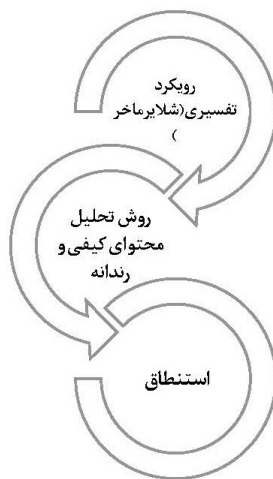 رویکرد
تفسیری(شلایرماخر
)
روش تحلیل
محتوای کیفی و
رندانه
استنطاق